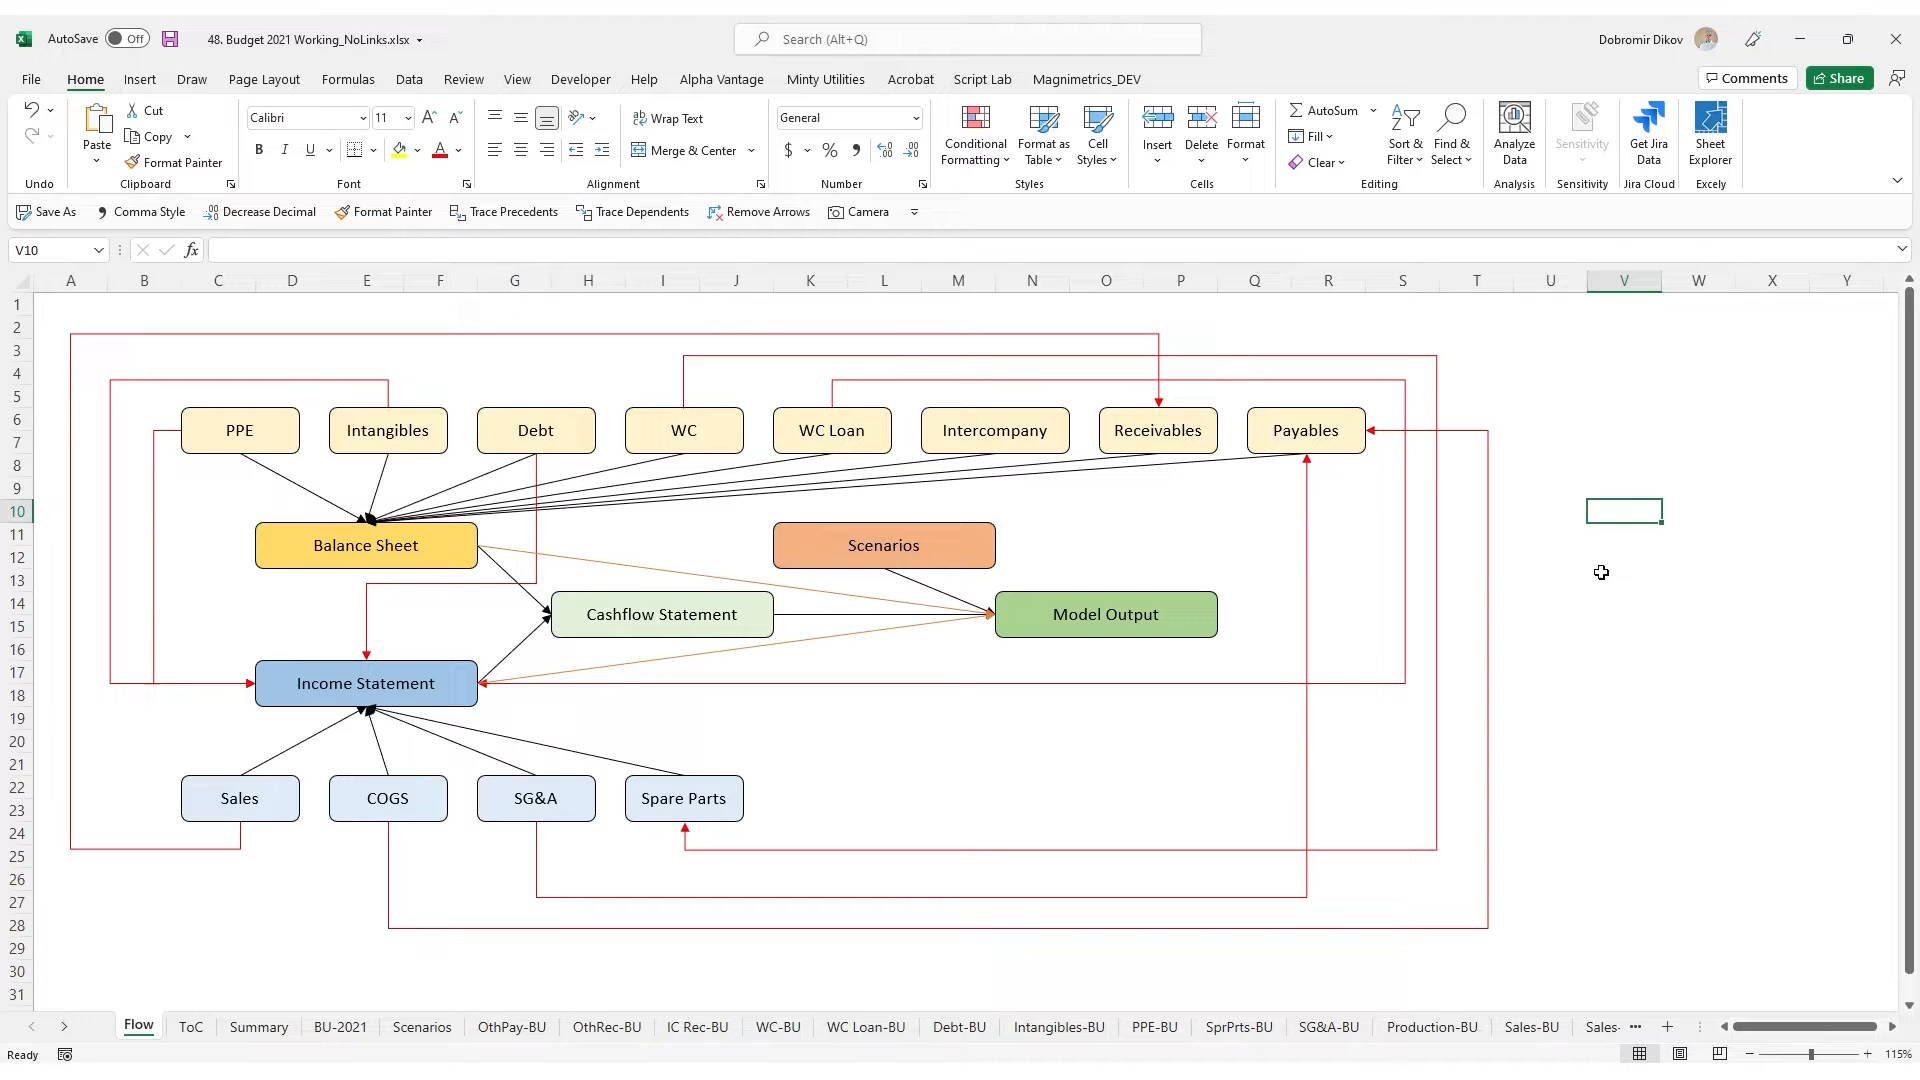 AutoSave Off 48. Budget 2021 Working_NoLinks.xlsx Search (Alt+Q) Dobromir Dikov
File Home Insert Draw Page Layout Formulas Data Review View Developer Help Alpha Vantage Minty Utilities Acrobat Script Lab Magnimetrics_DEV Comments Share
Paste Cut Copy Format Painter
Calibri 11 B I U
Wrap Text
Merge & Center
General
$ %
Conditional Formatting Format as Table Cell Styles
Insert Delete Format
AutoSum Fill Clear
Sort & Filter Find & Select
Analyze Data Sensitivity Get Jira Data Sheet Explorer
Undo Clipboard Font Alignment Number Styles Cells Editing Analysis Sensitivity Jira Cloud Excely
Save As Comma Style Decrease Decimal Format Painter Trace Precedents Trace Dependents Remove Arrows Camera
V10 fx
A B C D E F G H I J K L M N O P Q R S T U V W X Y
1
2
3
4
5
6
7
8
9
10
11
12
13
14
15
16
17
18
19
20
21
22
23
24
25
26
27
28
29
30
31
PPE Intangibles Debt WC WC Loan Intercompany Receivables Payables
Balance Sheet Scenarios
Cashflow Statement Model Output
Income Statement
Sales COGS SG&A Spare Parts
Flow ToC Summary BU-2021 Scenarios OthPay-BU OthRec-BU IC Rec-BU WC-BU WC Loan-BU Debt-BU Intangibles-BU PPE-BU SprPrts-BU SG&A-BU Production-BU Sales-BU Sales-
Ready 115%